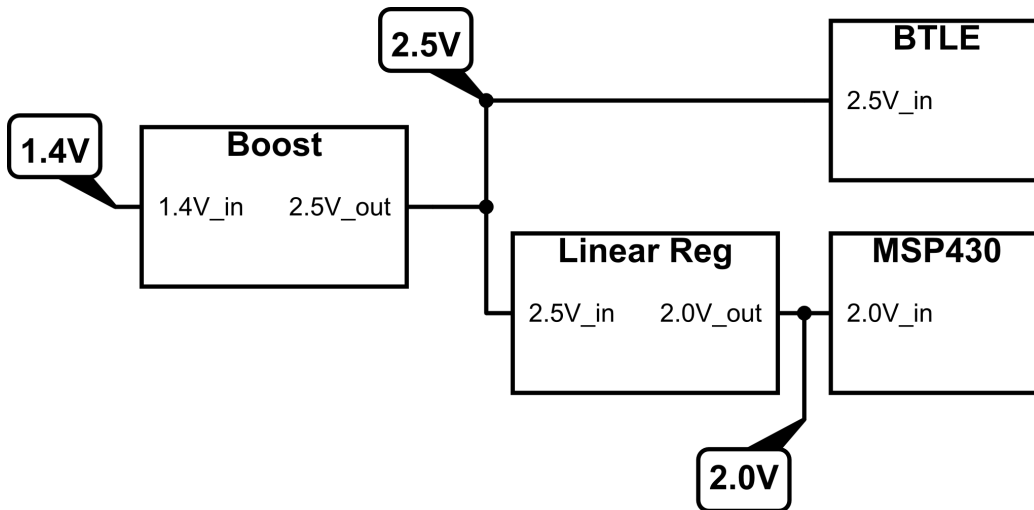 2.5V
BTLE
2.5V_in
1.4V
Boost
1.4V_in 2.5V_out
Linear Reg
2.5V_in 2.0V_out
MSP430
2.0V_in
2.0V